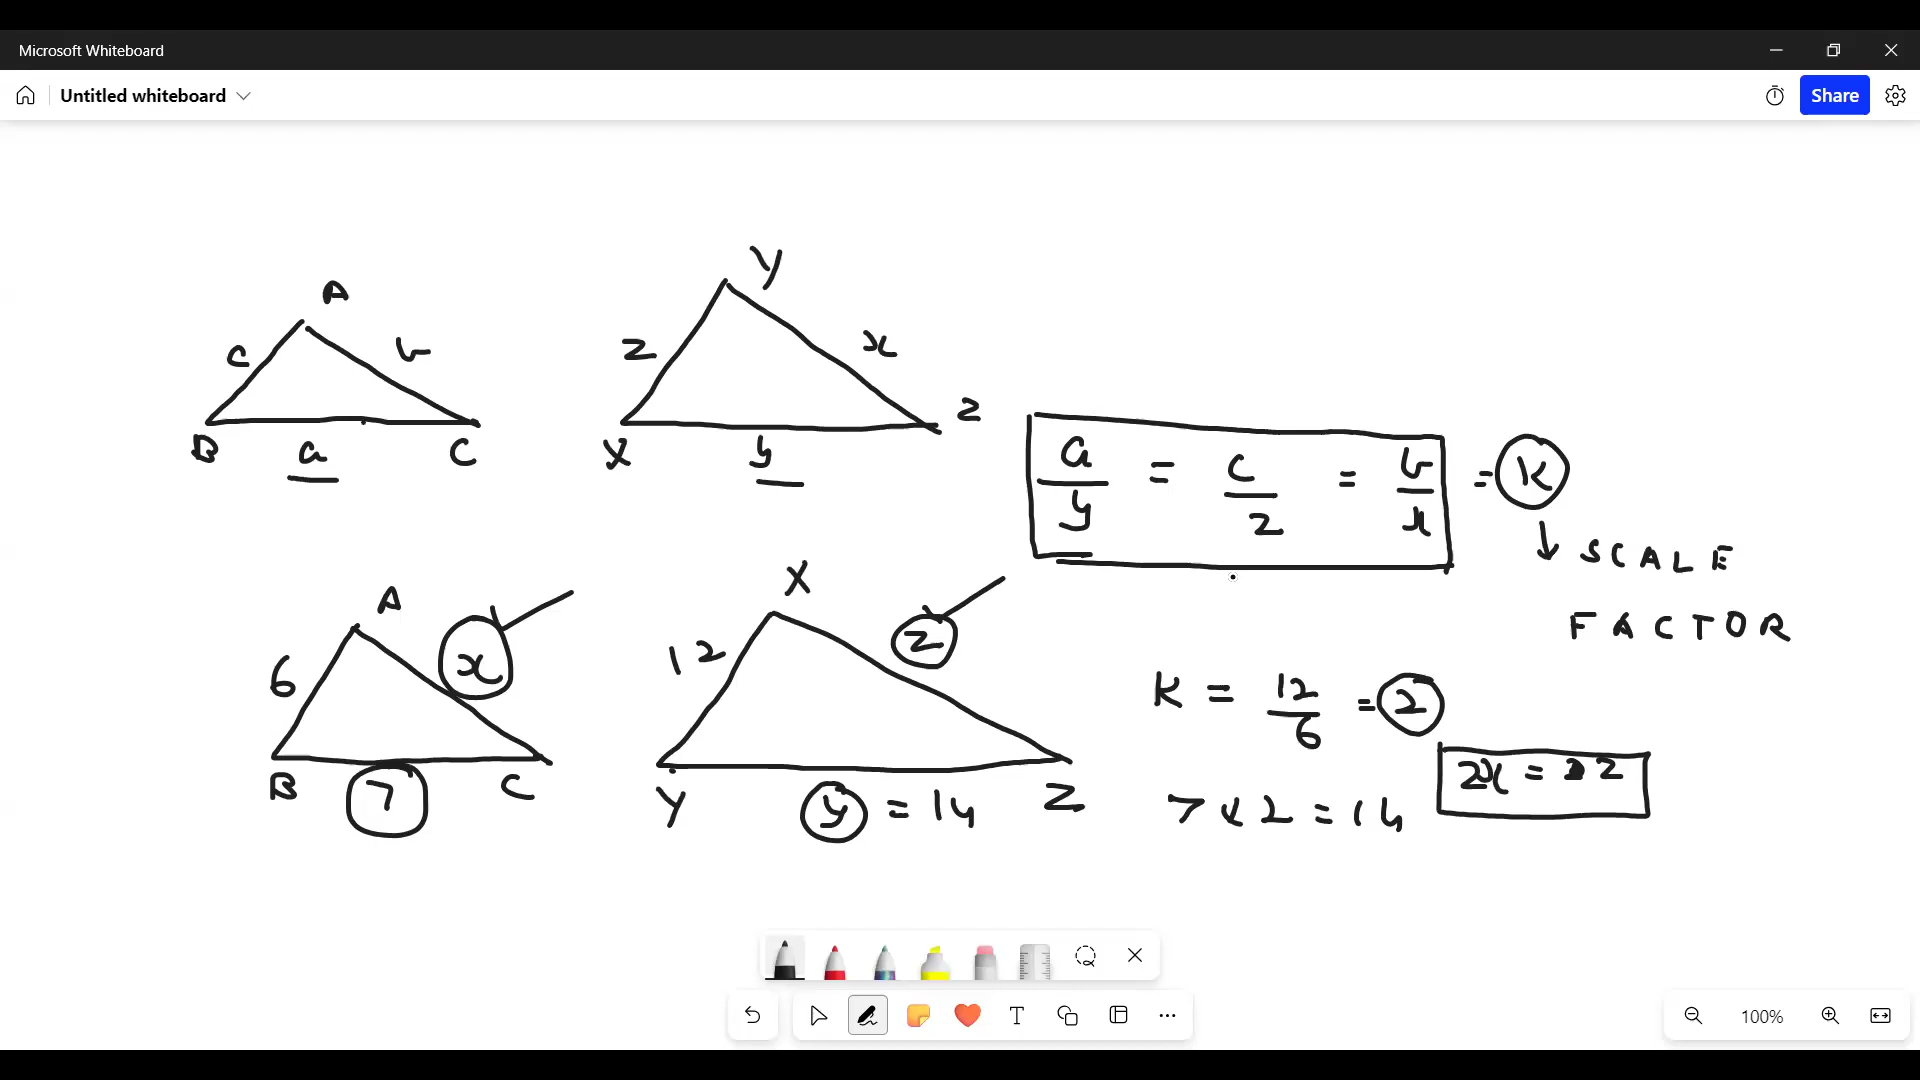 Microsoft Whiteboard
Untitled whiteboard
Share
A
c
b
B
a
C
Y
z
x
X
y
Z
a/y = c/z = b/x = K
SCALE
FACTOR
A
6
x
B
7
C
X
12
z
Y
y = 14
Z
K = 12/6 = 2
7 x 2 = 14
2x = z
100%